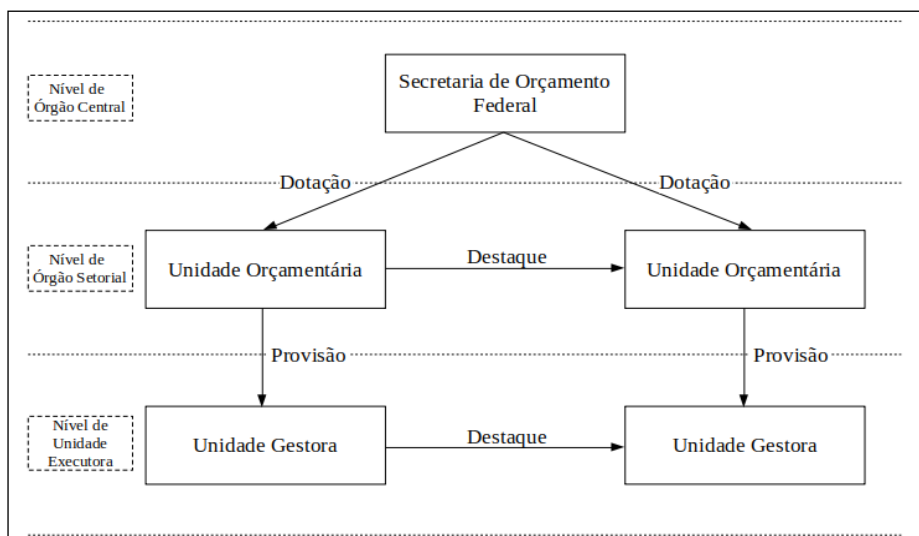 Nível de
Órgão Central
Secretaria de Orçamento
Federal
Dotação
Dotação
Nível de
Órgão Setorial
Unidade Orçamentária
Destaque
Unidade Orçamentária
Provisão
Provisão
Nível de
Unidade
Executora
Unidade Gestora
Destaque
Unidade Gestora